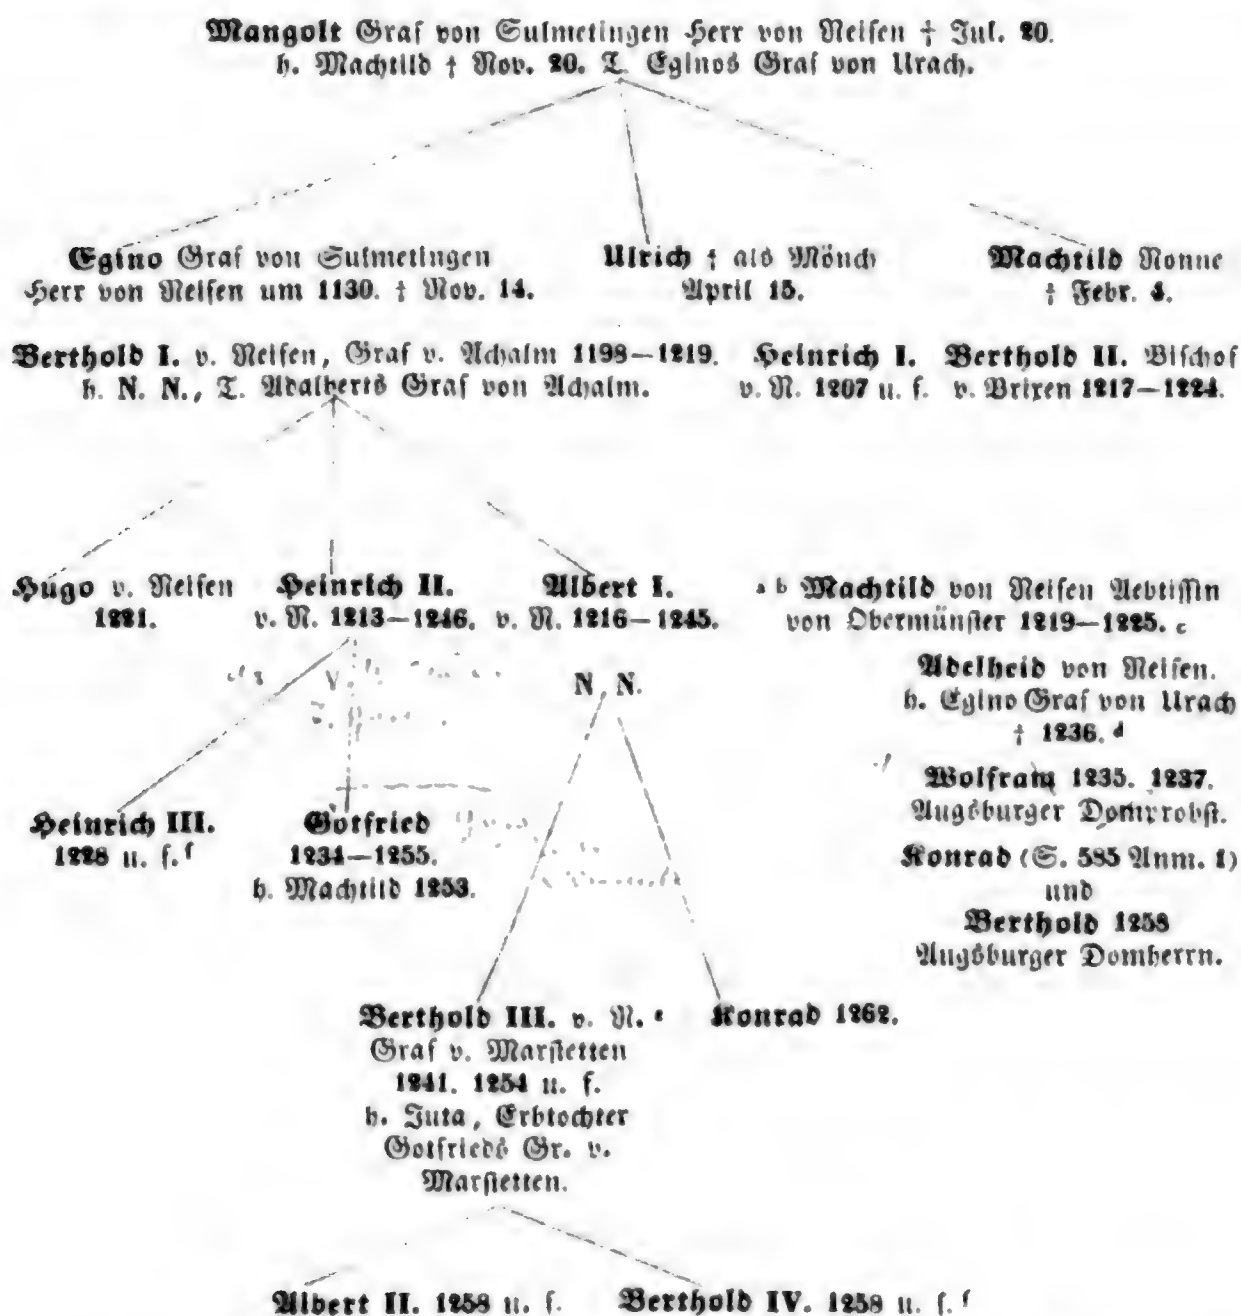 Mangolt Graf von Sulmetingen Herr von Neifen † Jul. 20.
h. Machtild † Nov. 20. T. Eginos Graf von Urach.
Egino Graf von Sulmetingen
Herr von Neifen um 1130. † Nov. 14.
Ulrich † als Mönch
April 15.
Machtild Nonne
† Febr. 4.
Berthold I. v. Neifen, Graf v. Achalm 1198–1219.
h. N. N., T. Adalberts Graf von Achalm.
Heinrich I.
v. N. 1207 u. f.
Berthold II. Bischof
v. Brixen 1217–1224.
Hugo v. Neifen
1221.
Heinrich II.
v. N. 1213–1246.
Albert I.
v. N. 1216–1245.
a b Machtild von Neifen Aebtissin
von Obermünster 1219–1225. c
Adelheid von Neifen.
h. Egino Graf von Urach
† 1236. d
Wolfram 1235. 1237.
Augsburger Domprobst.
Konrad (S. 585 Anm. 1)
und
Berthold 1258
Augsburger Domherrn.
N. N.
Heinrich III.
1228 u. f. f
Gotfried
1234–1255.
h. Machtild 1253.
Berthold III. v. N. e
Graf v. Marstetten
1241. 1254 u. f.
h. Juta, Erbtochter
Gotfrieds Gr. v.
Marstetten.
Konrad 1262.
Albert II. 1258 u. f.
Berthold IV. 1258 u. f. f